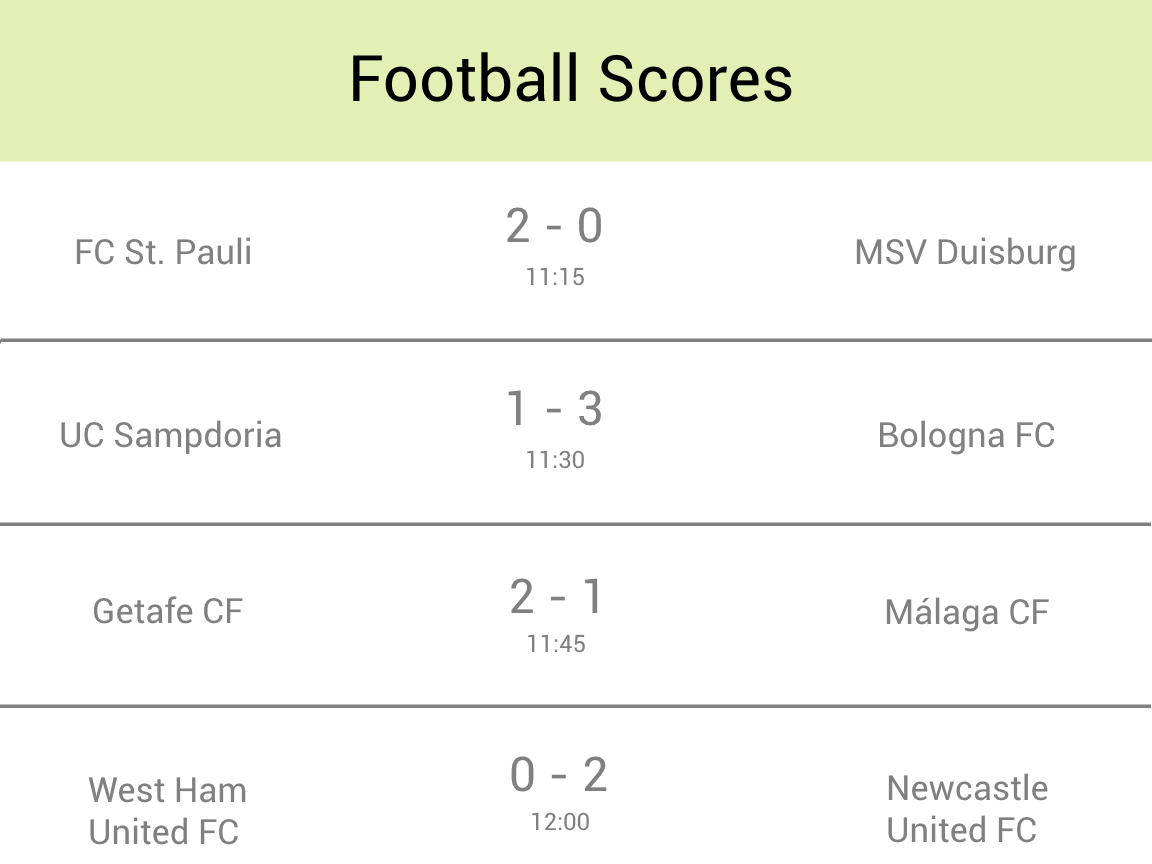 Football Scores
FC St. Pauli
2 - 0
11:15
MSV Duisburg
UC Sampdoria
1 - 3
11:30
Bologna FC
Getafe CF
2 - 1
11:45
Málaga CF
West Ham
United FC
0 - 2
12:00
Newcastle
United FC